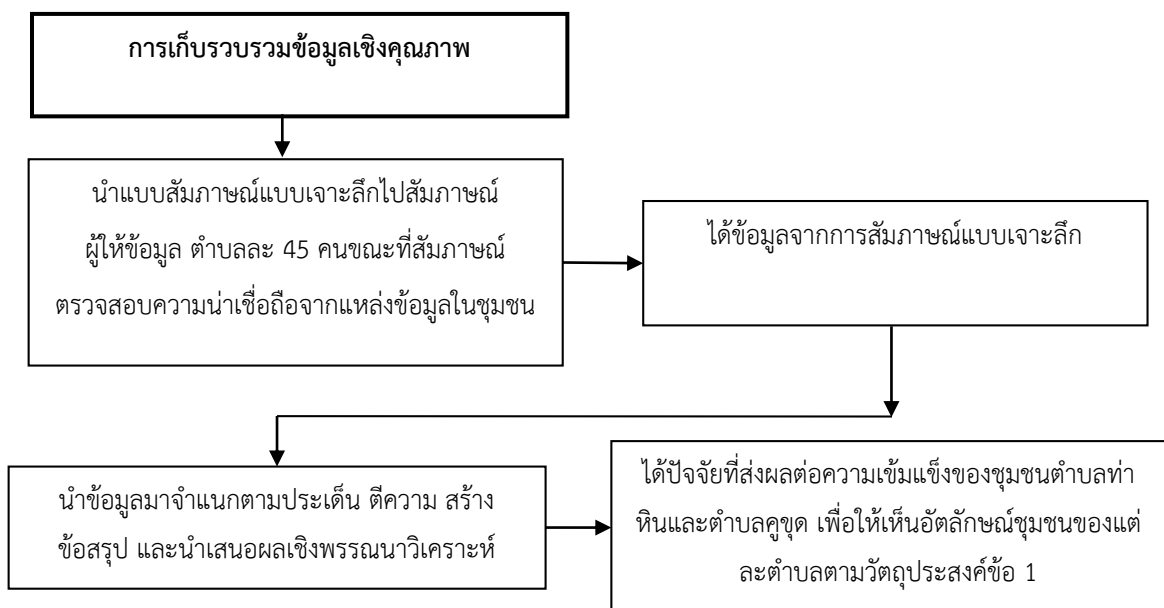 การเก็บรวบรวมข้อมูลเชิงคุณภาพ
นำแบบสัมภาษณ์แบบเจาะลึกไปสัมภาษณ์
ผู้ให้ข้อมูล ตำบลละ 45 คนขณะที่สัมภาษณ์
ตรวจสอบความน่าเชื่อถือจากแหล่งข้อมูลในชุมชน
ได้ข้อมูลจากการสัมภาษณ์แบบเจาะลึก
นำข้อมูลมาจำแนกตามประเด็น ตีความ สร้าง
ข้อสรุป และนำเสนอผลเชิงพรรณนาวิเคราะห์
ได้ปัจจัยที่ส่งผลต่อความเข้มแข็งของชุมชนตำบลท่า
หินและตำบลคูขุด เพื่อให้เห็นอัตลักษณ์ชุมชนของแต่
ละตำบลตามวัตถุประสงค์ข้อ 1